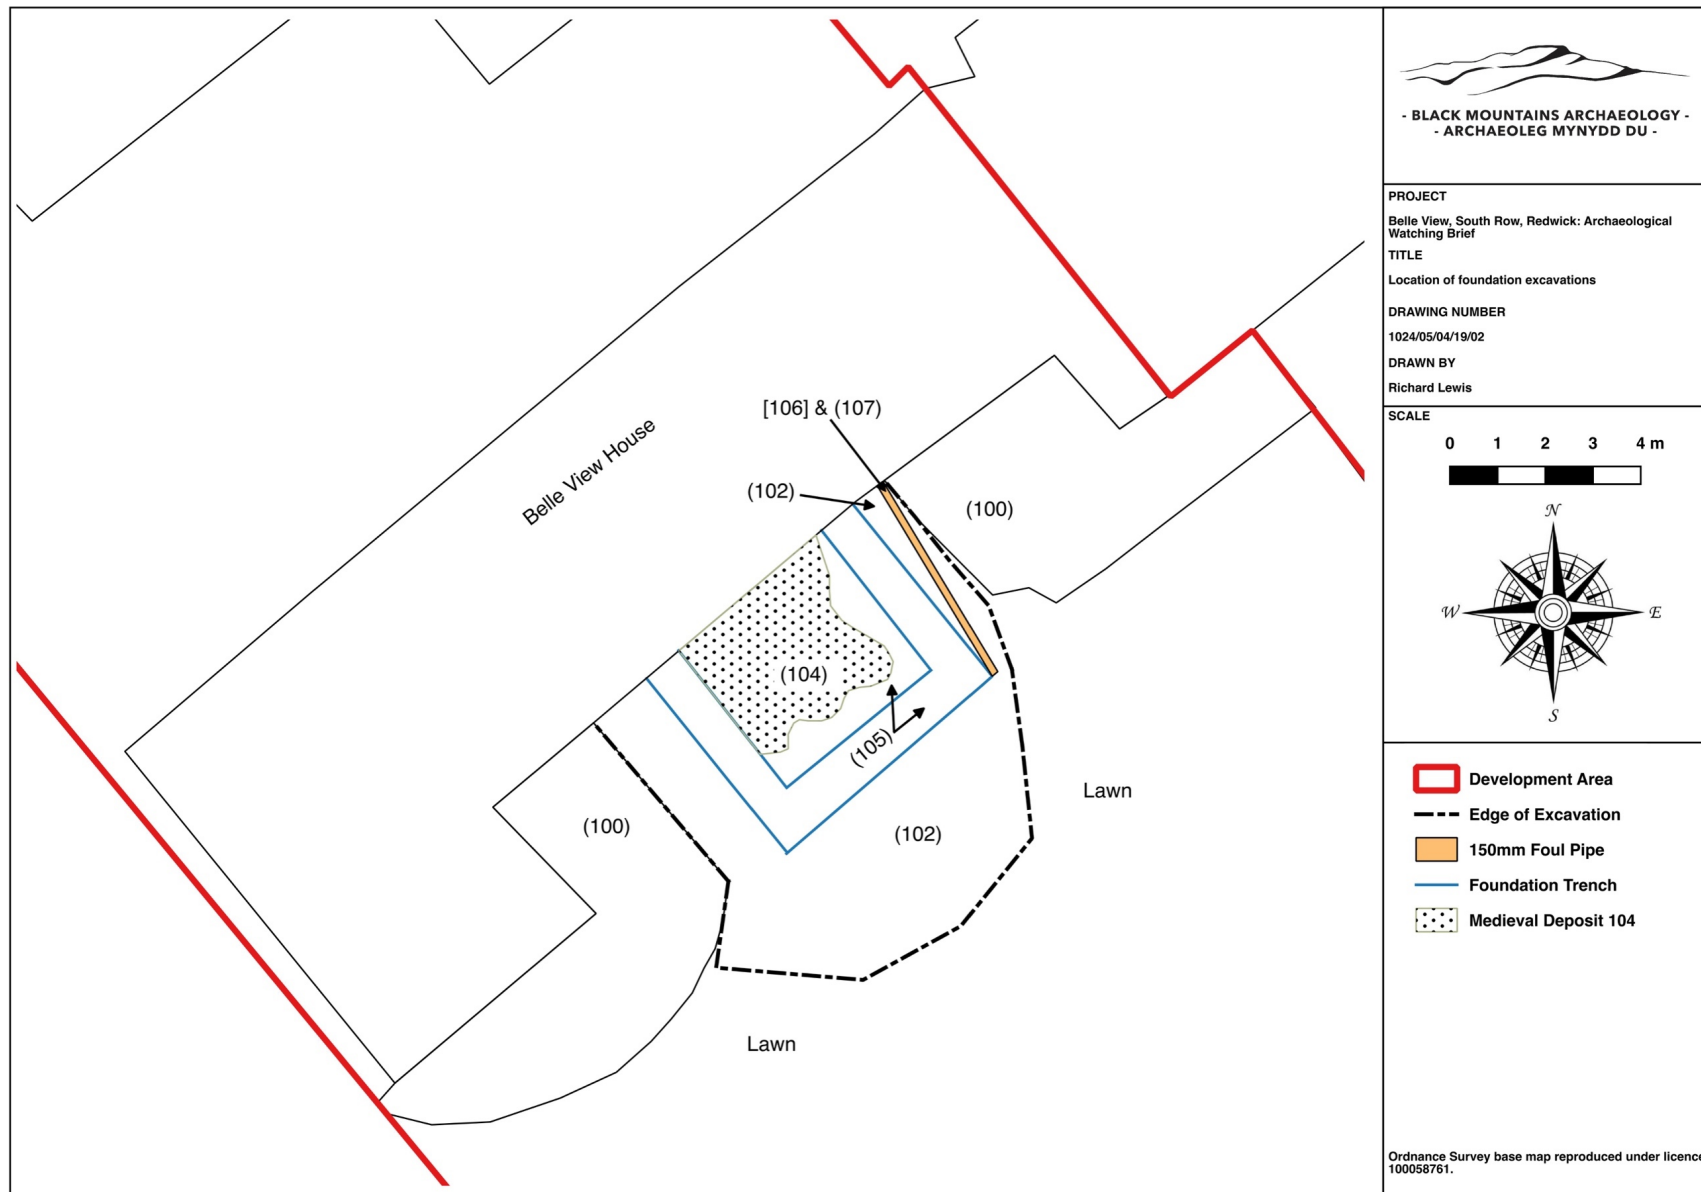 - BLACK MOUNTAINS ARCHAEOLOGY -
- ARCHAEOLEG MYNYDD DU -
PROJECT
Belle View, South Row, Redwick: Archaeological
Watching Brief
TITLE
Location of foundation excavations
DRAWING NUMBER
1024/05/04/19/02
DRAWN BY
Richard Lewis
SCALE
0 1 2 3 4 m
N
W E
S
Development Area
Edge of Excavation
150mm Foul Pipe
Foundation Trench
Medieval Deposit 104
Ordnance Survey base map reproduced under licence
100058761.
[106] & (107)
Belle View House
(102)
(100)
(104)
(105)
Lawn
(100)
(102)
Lawn